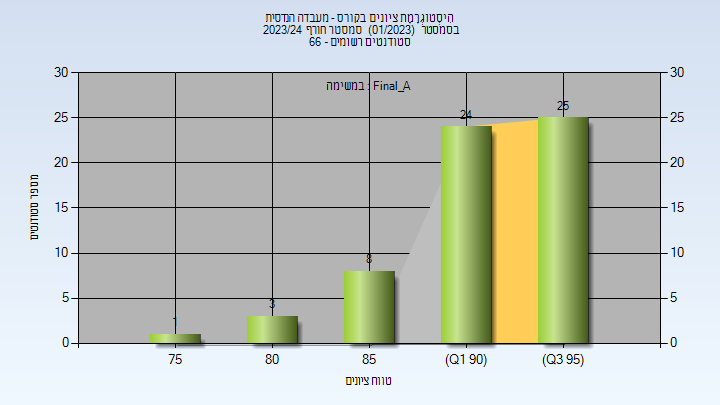 היסטוגרמת ציונים בקורס - מעבדה הנדסית
בסמסטר (01/2023) סמסטר חורף 2023/24
סטודנטים רשומים - 66
במשימה : Final_A
30 30
25 25
20 20
15 15
10 10
5 5
0 0
1 3 8 24 25
75 80 85 (Q1 90) (Q3 95)
מספר סטודנטים
טווח ציונים